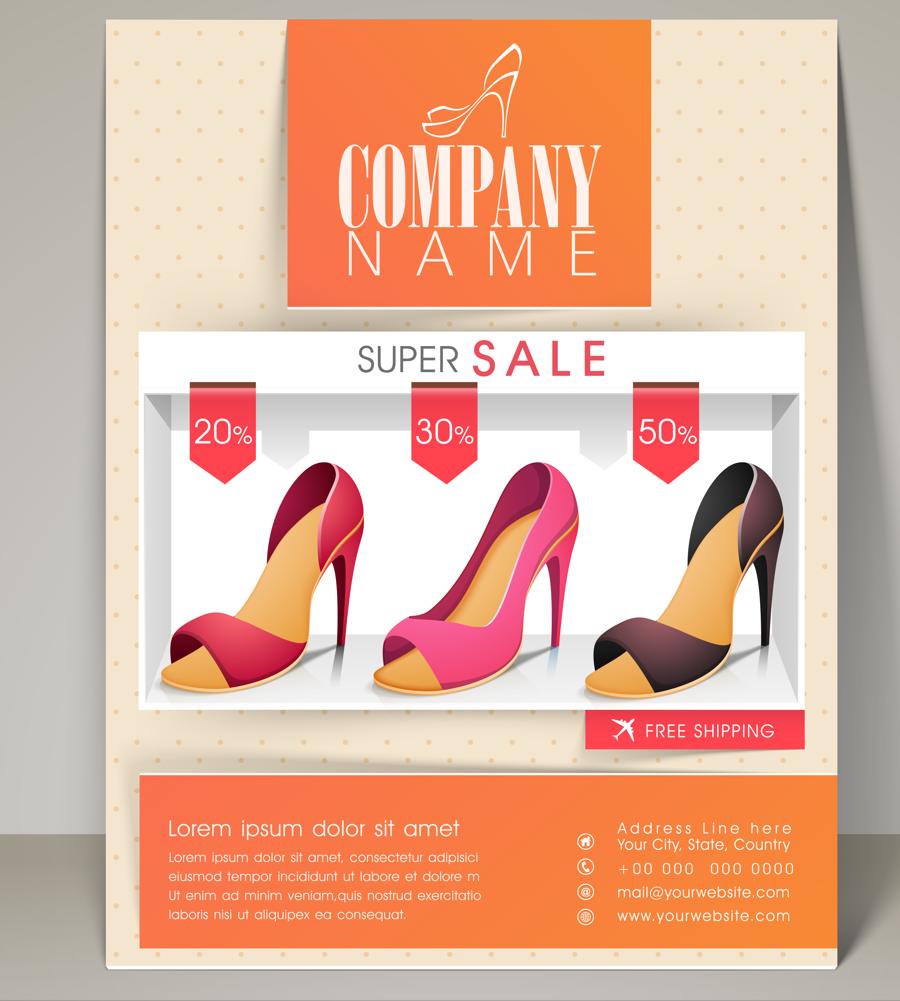 COMPANY
NAME
SUPER SALE
20%
30%
50%
FREE SHIPPING
Lorem ipsum dolor sit amet
Lorem ipsum dolor sit amet, consectetur adipisici
eiusmod tempor incididunt ut labore et dolore m
Ut enim ad minim veniam,quis nostrud exercitatio
laboris nisi ut aliquipex ea consequat.
Address Line here
Your City, State, Country
+00 000 000 0000
mail@yourwebsite.com
www.yourwebsite.com